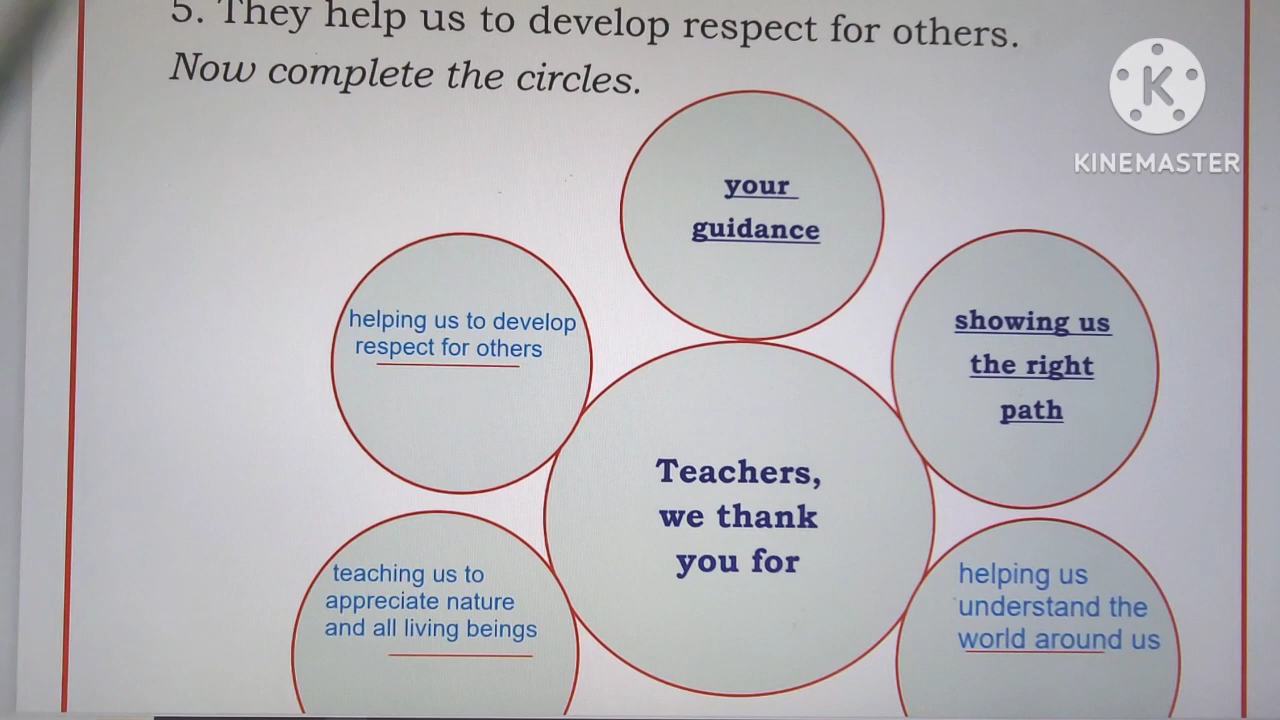 5. They help us to develop respect for others.
Now complete the circles.
K
KINEMASTER
your
guidance
helping us to develop
respect for others
showing us
the right
path
Teachers,
we thank
you for
teaching us to
appreciate nature
and all living beings
helping us
understand the
world around us